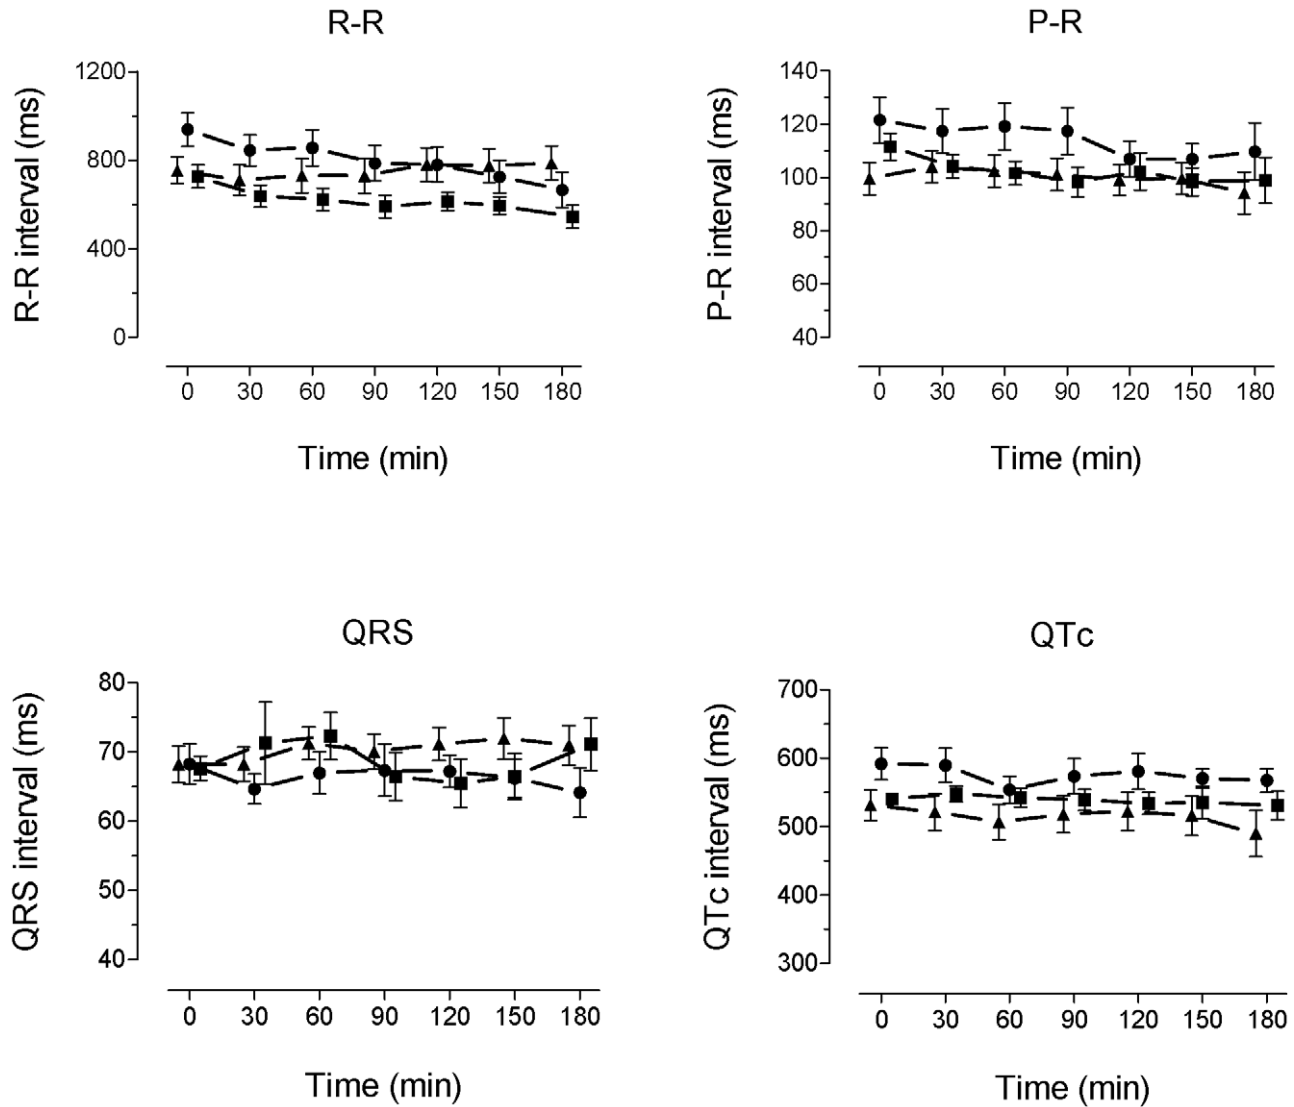 R-R
R-R interval (ms)
1200
800
400
0
0 30 60 90 120 150 180
Time (min)
P-R
P-R interval (ms)
140
120
100
80
60
40
0 30 60 90 120 150 180
Time (min)
QRS
QRS interval (ms)
80
70
60
50
40
0 30 60 90 120 150 180
Time (min)
QTc
QTc interval (ms)
700
600
500
400
300
0 30 60 90 120 150 180
Time (min)